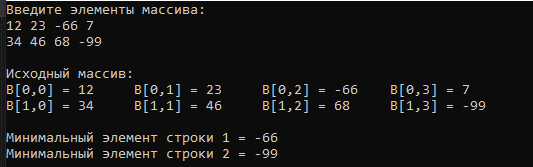 Введите элементы массива:
12 23 -66 7
34 46 68 -99
Исходный массив:
B[0,0] = 12 B[0,1] = 23 B[0,2] = -66 B[0,3] = 7
B[1,0] = 34 B[1,1] = 46 B[1,2] = 68 B[1,3] = -99
Минимальный элемент строки 1 = -66
Минимальный элемент строки 2 = -99